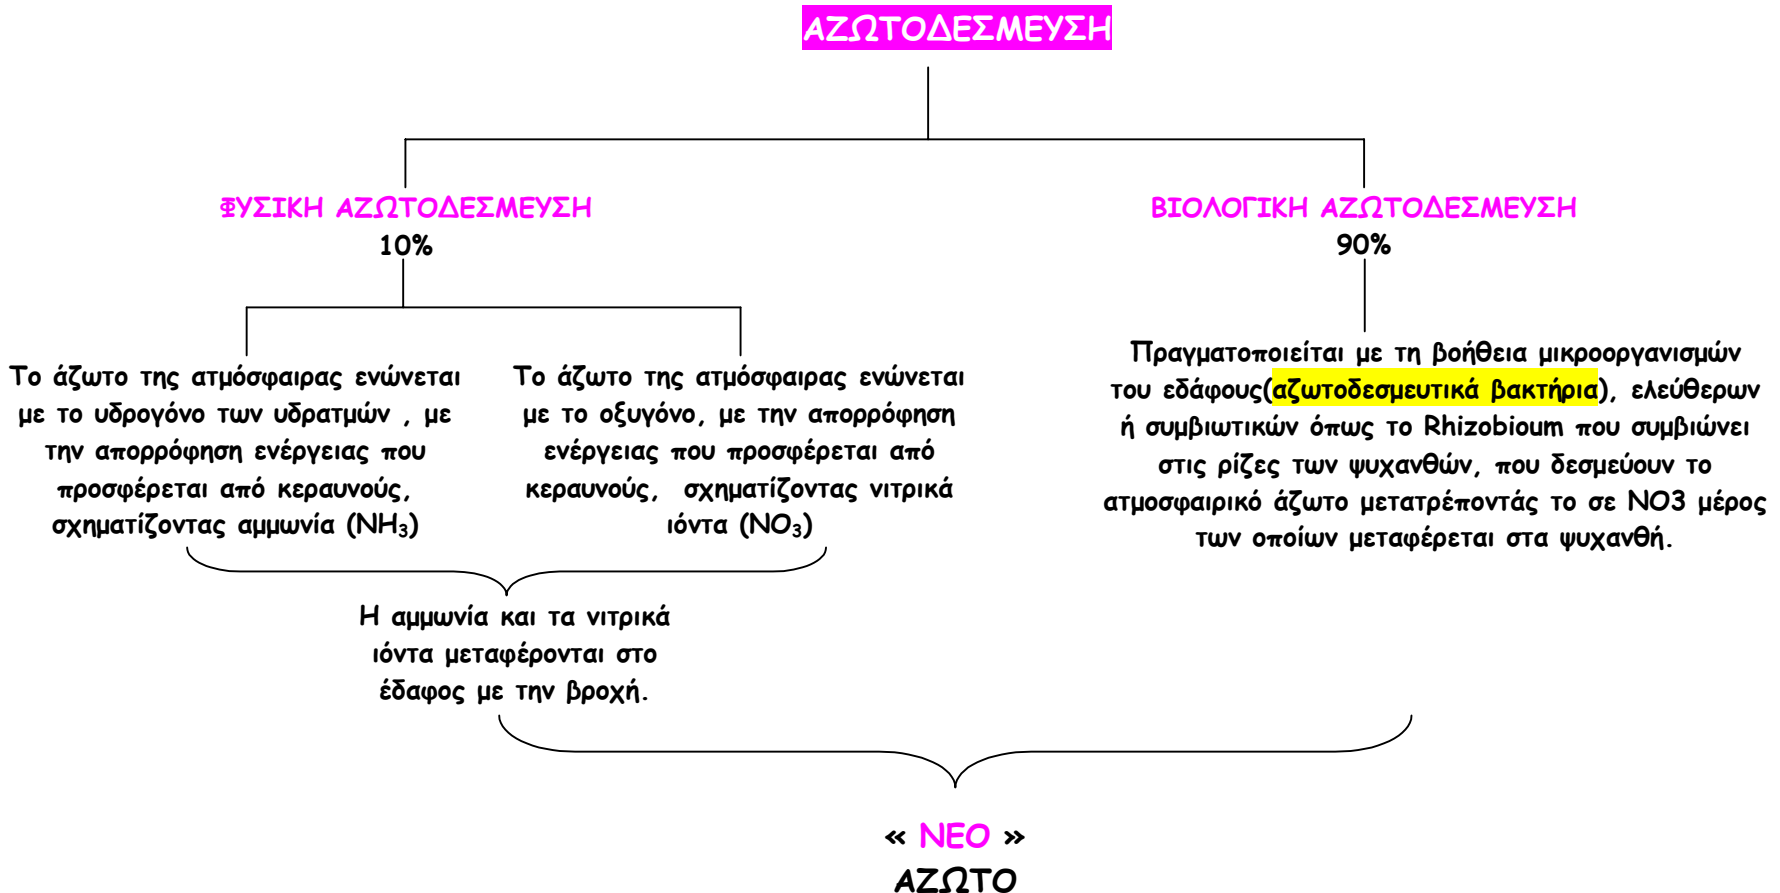 ΑΖΩΤΟΔΕΣΜΕΥΣΗ
ΦΥΣΙΚΗ ΑΖΩΤΟΔΕΣΜΕΥΣΗ
10%
ΒΙΟΛΟΓΙΚΗ ΑΖΩΤΟΔΕΣΜΕΥΣΗ
90%
Το άζωτο της ατμόσφαιρας ενώνεται
με το υδρογόνο των υδρατμών , με
την απορρόφηση ενέργειας που
προσφέρεται από κεραυνούς,
σχηματίζοντας αμμωνία (NH₃)
Το άζωτο της ατμόσφαιρας ενώνεται
με το οξυγόνο, με την απορρόφηση
ενέργειας που προσφέρεται από
κεραυνούς, σχηματίζοντας νιτρικά
ιόντα (NO₃)
Πραγματοποιείται με τη βοήθεια μικροοργανισμών
του εδάφους(αζωτοδεσμευτικά βακτήρια), ελεύθερων
ή συμβιωτικών όπως το Rhizobioum που συμβιώνει
στις ρίζες των ψυχανθών, που δεσμεύουν το
ατμοσφαιρικό άζωτο μετατρέποντάς το σε NO3 μέρος
των οποίων μεταφέρεται στα ψυχανθή.
Η αμμωνία και τα νιτρικά
ιόντα μεταφέρονται στο
έδαφος με την βροχή.
« ΝΕΟ »
ΑΖΩΤΟ